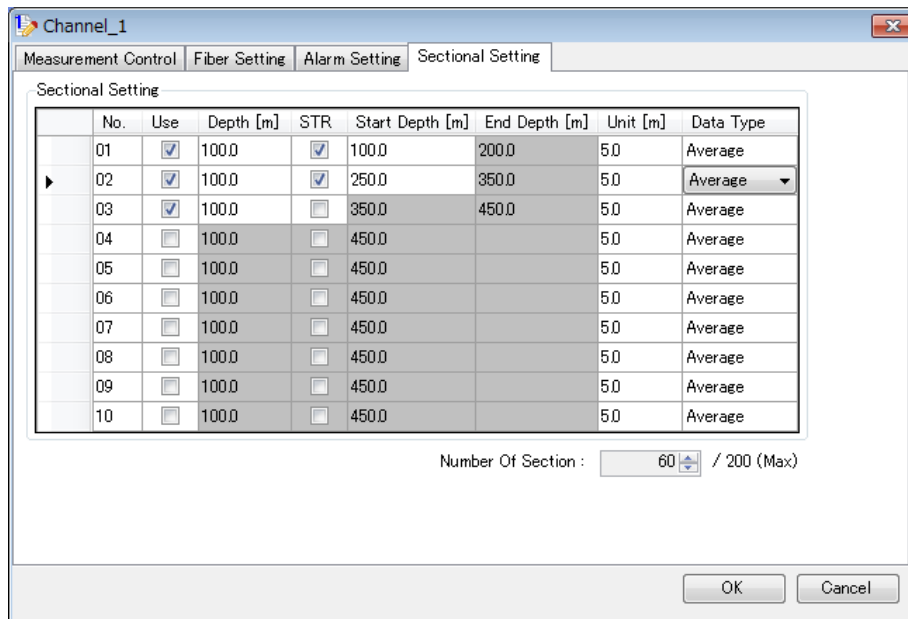 Channel_1
Measurement Control Fiber Setting Alarm Setting Sectional Setting
Sectional Setting
No. Use Depth [m] STR Start Depth [m] End Depth [m] Unit [m] Data Type
01 100.0 100.0 200.0 5.0 Average
02 100.0 250.0 350.0 5.0 Average
03 100.0 350.0 450.0 5.0 Average
04 100.0 450.0 5.0 Average
05 100.0 450.0 5.0 Average
06 100.0 450.0 5.0 Average
07 100.0 450.0 5.0 Average
08 100.0 450.0 5.0 Average
09 100.0 450.0 5.0 Average
10 100.0 450.0 5.0 Average
Number Of Section : 60 / 200 (Max)
OK Cancel